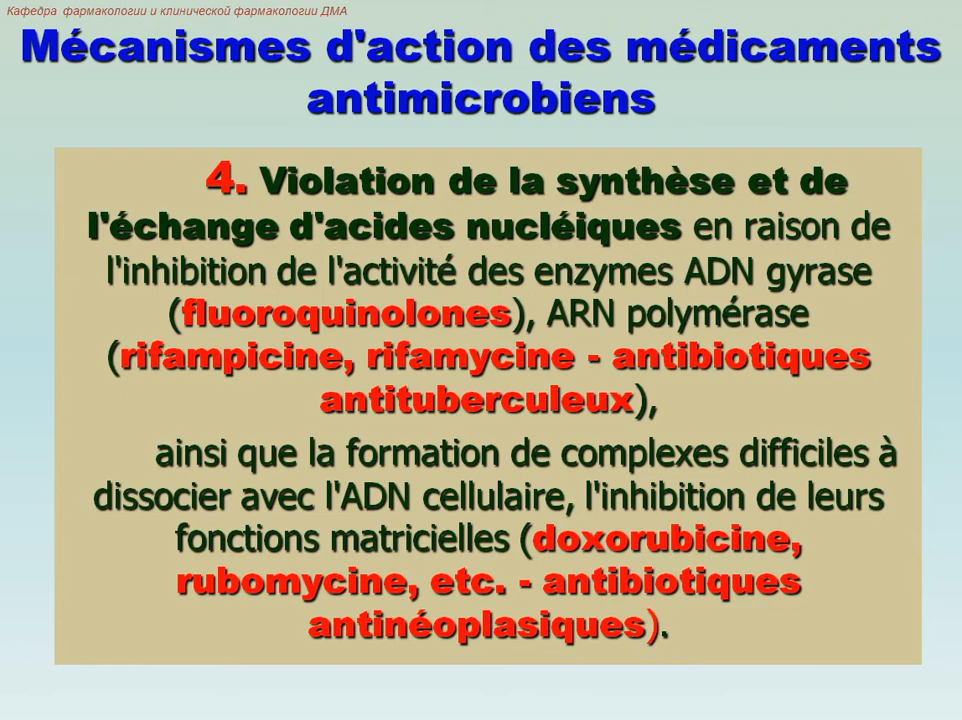 Кафедра фармакологии и клинической фармакологии ДМА
Mécanismes d'action des médicaments
antimicrobiens
4. Violation de la synthèse et de
l'échange d'acides nucléiques en raison de
l'inhibition de l'activité des enzymes ADN gyrase
(fluoroquinolones), ARN polymérase
(rifampicine, rifamycine - antibiotiques
antituberculeux),
ainsi que la formation de complexes difficiles à
dissocier avec l'ADN cellulaire, l'inhibition de leurs
fonctions matricielles (doxorubicine,
rubomycine, etc. - antibiotiques
antinéoplasiques).